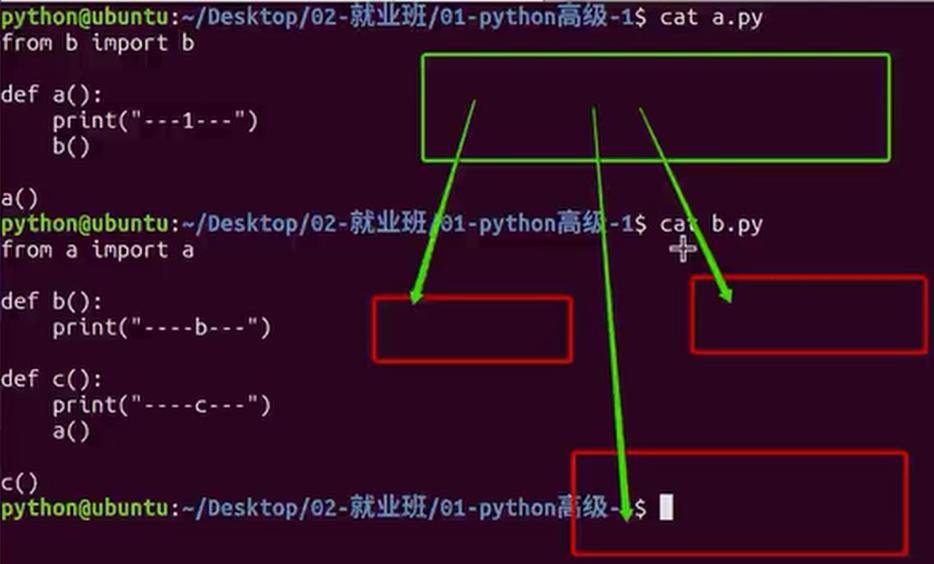 python@ubuntu:~/Desktop/02-就业班/01-python高级-1$ cat a.py
from b import b
def a():
    print("---1---")
    b()
a()
python@ubuntu:~/Desktop/02-就业班/01-python高级-1$ cat b.py
from a import a
def b():
    print("----b---")
def c():
    print("----c---")
    a()
c()
python@ubuntu:~/Desktop/02-就业班/01-python高级-1$